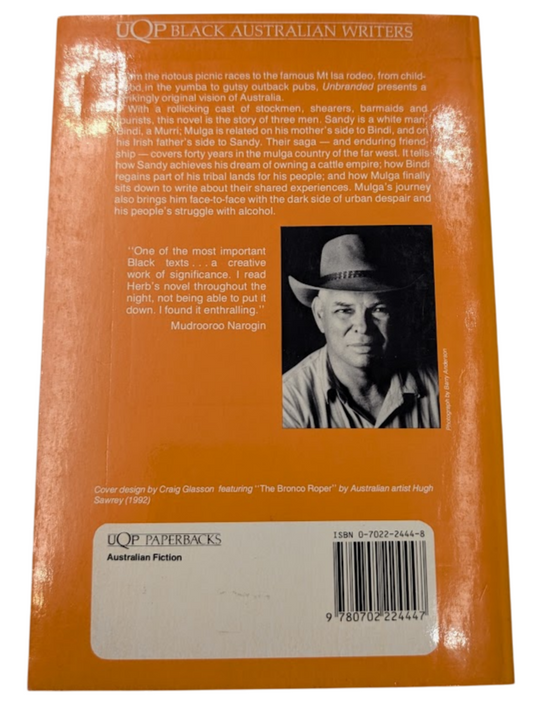 UQP BLACK AUSTRALIAN WRITERS
the riotous picnic races to the famous Mt Isa rodeo, from child-
in the yumba to gutsy outback pubs, Unbranded presents a
original vision of Australia.
With a rollicking cast of stockmen, shearers, barmaids and
tourists, this novel is the story of three men. Sandy is a white man;
Bindi, a Murri; Mulga is related on his mother's side to Bindi, and on
his Irish father's side to Sandy. Their saga — and enduring friend-
ship — covers forty years in the mulga country of the far west. It tells
how Sandy achieves his dream of owning a cattle empire; how Bindi
regains part of his tribal lands for his people; and how Mulga finally
sits down to write about their shared experiences. Mulga's journey
also brings him face-to-face with the dark side of urban despair and
his people's struggle with alcohol.
''One of the most important
Black texts . . . a creative
work of significance. I read
Herb's novel throughout the
night, not being able to put it
down. I found it enthralling.''
Mudrooroo Narogin
Photograph by Barry Anderson
Cover design by Craig Glasson featuring ''The Bronco Roper'' by Australian artist Hugh
Sawrey (1992)
UQP PAPERBACKS
Australian Fiction
ISBN 0-7022-2444-8
9 780702 224447